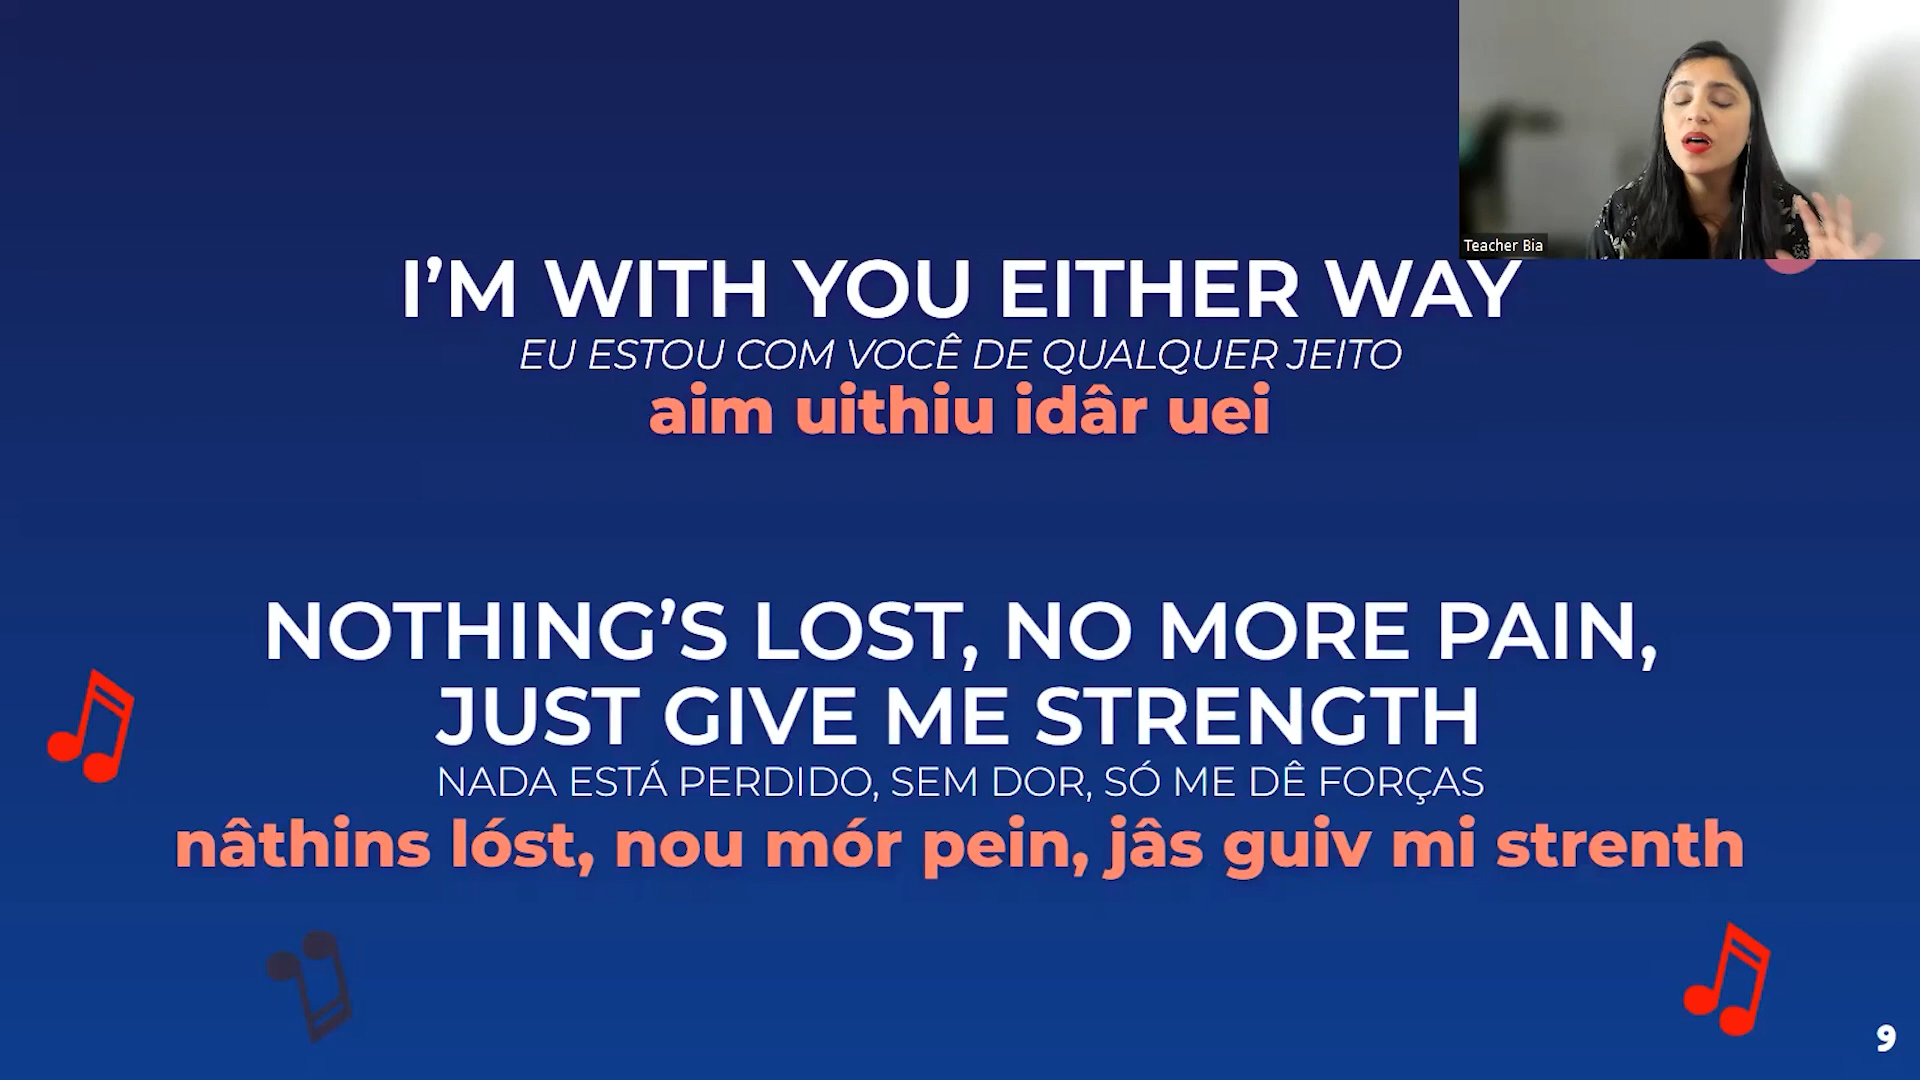 Teacher Bia
I’M WITH YOU EITHER WAY
EU ESTOU COM VOCÊ DE QUALQUER JEITO
aim uithiu idâr uei
NOTHING’S LOST, NO MORE PAIN,
JUST GIVE ME STRENGTH
NADA ESTÁ PERDIDO, SEM DOR, SÓ ME DÊ FORÇAS
nâthins lóst, nou mór pein, jâs guiv mi strenth
9